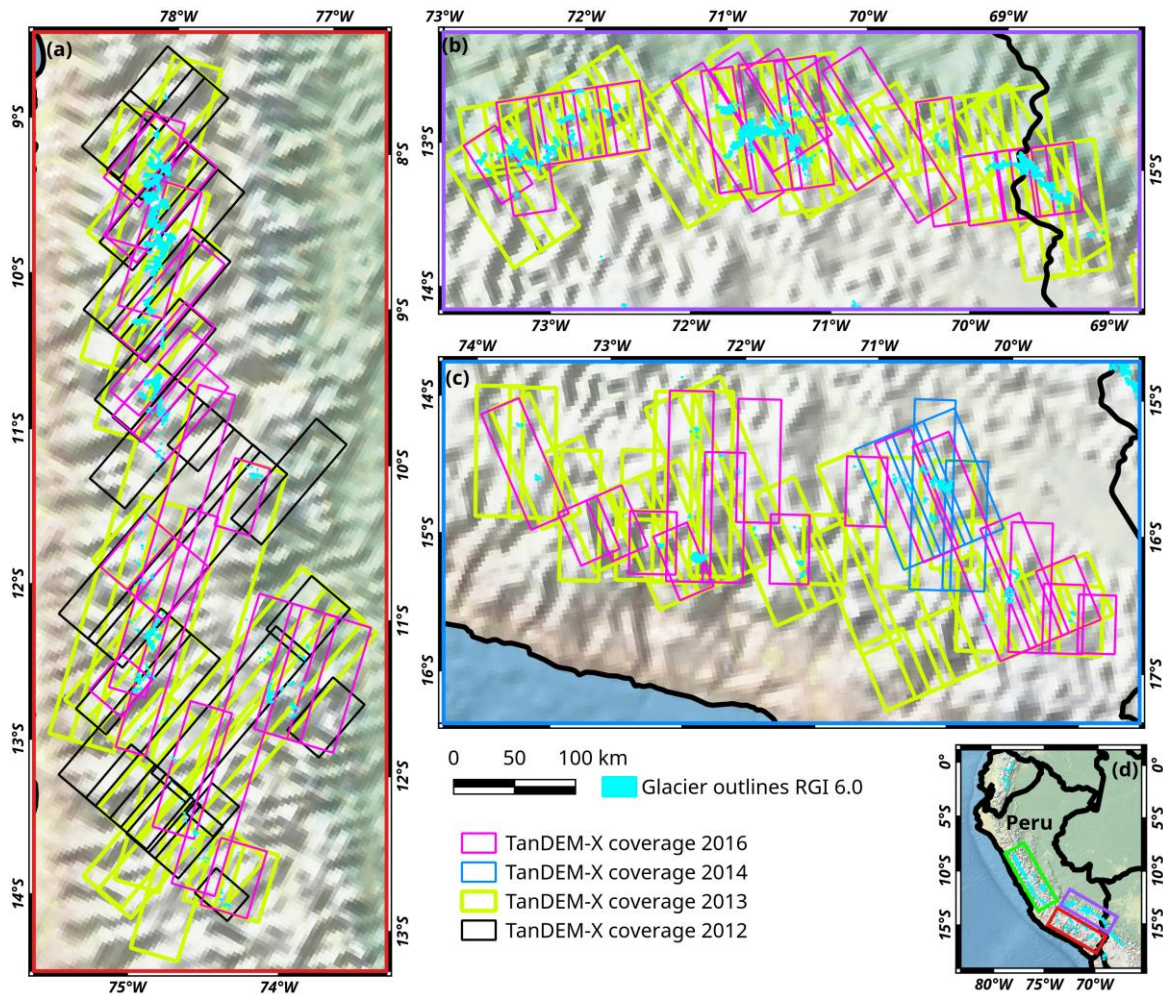 78°W 77°W
(a)
9°S
10°S
11°S
12°S
13°S
14°S
8°S
9°S
10°S
11°S
12°S
13°S
75°W 74°W
73°W 72°W 71°W 70°W 69°W
(b)
13°S
14°S
15°S
73°W 72°W 71°W 70°W 69°W
74°W 73°W 72°W 71°W 70°W
(c)
14°S
15°S
16°S
15°S
16°S
17°S
0 50 100 km
Glacier outlines RGI 6.0
TanDEM-X coverage 2016
TanDEM-X coverage 2014
TanDEM-X coverage 2013
TanDEM-X coverage 2012
(d)
Peru
0°
5°S
10°S
15°S
0°
5°S
10°S
15°S
80°W 75°W 70°W